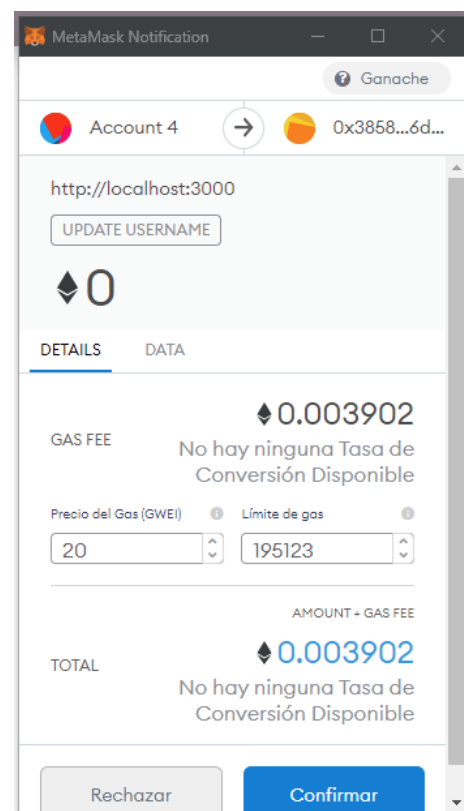 MetaMask Notification
Ganache
Account 4
0x3858...6d...
http://localhost:3000
UPDATE USERNAME
0
DETAILS DATA
GAS FEE
0.003902
No hay ninguna Tasa de
Conversión Disponible
Precio del Gas (GWEI) Límite de gas
20 195123
AMOUNT + GAS FEE
TOTAL
0.003902
No hay ninguna Tasa de
Conversión Disponible
Rechazar Confirmar